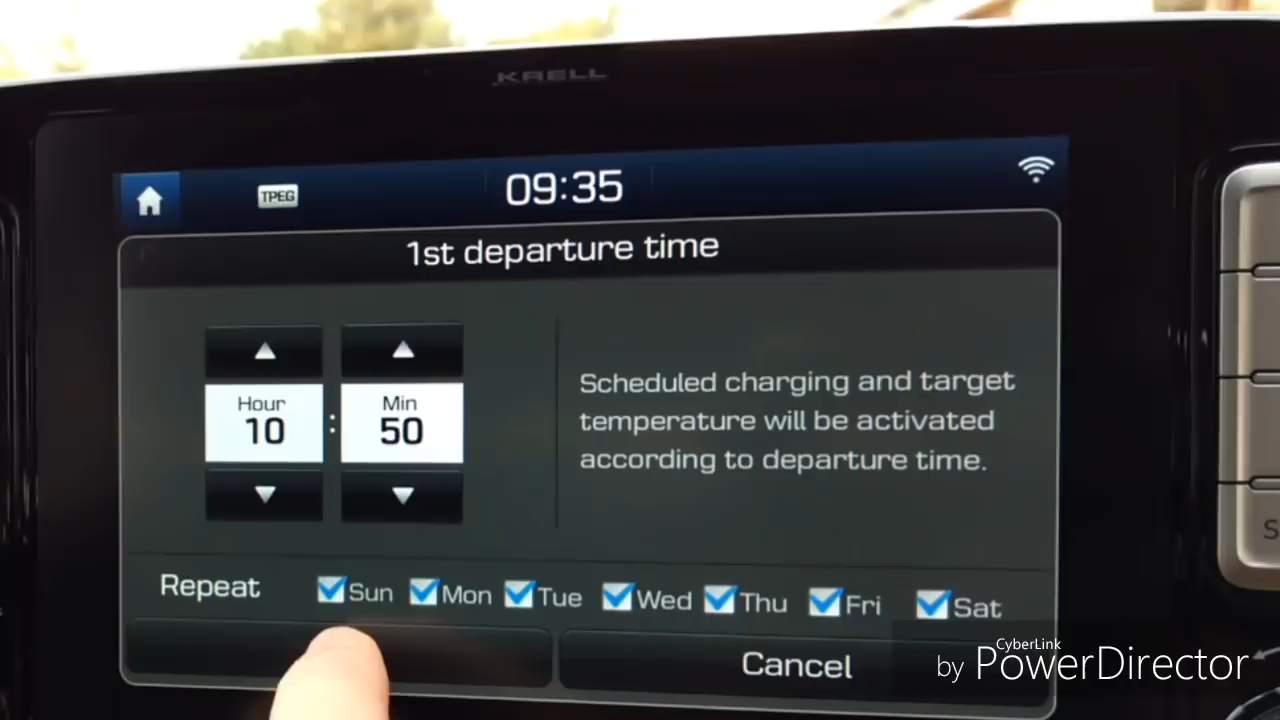 KRELL
TPEG
09:35
1st departure time
Hour
10
:
Min
50
Scheduled charging and target
temperature will be activated
according to departure time.
Repeat
Sun Mon Tue Wed Thu Fri Sat
Cancel
S
CyberLink
by PowerDirector